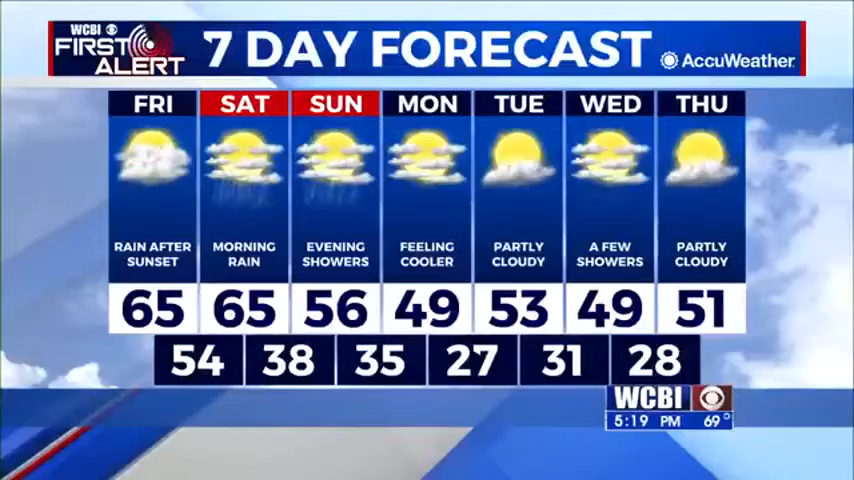 WCBI
FIRST ALERT
7 DAY FORECAST
AccuWeather
FRI SAT SUN MON TUE WED THU
RAIN AFTER SUNSET
MORNING RAIN
EVENING SHOWERS
FEELING COOLER
PARTLY CLOUDY
A FEW SHOWERS
PARTLY CLOUDY
65 65 56 49 53 49 51
54 38 35 27 31 28
WCBI
5:19 PM 69°